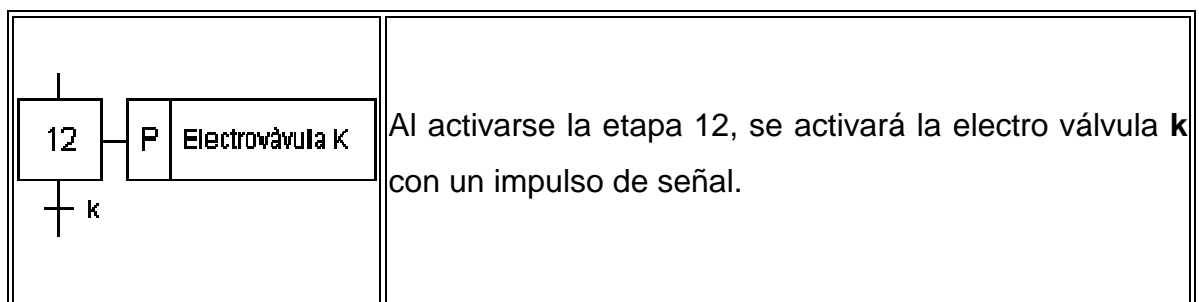 12
P
Electrovàvula K
k
Al activarse la etapa 12, se activará la electro válvula k
con un impulso de señal.